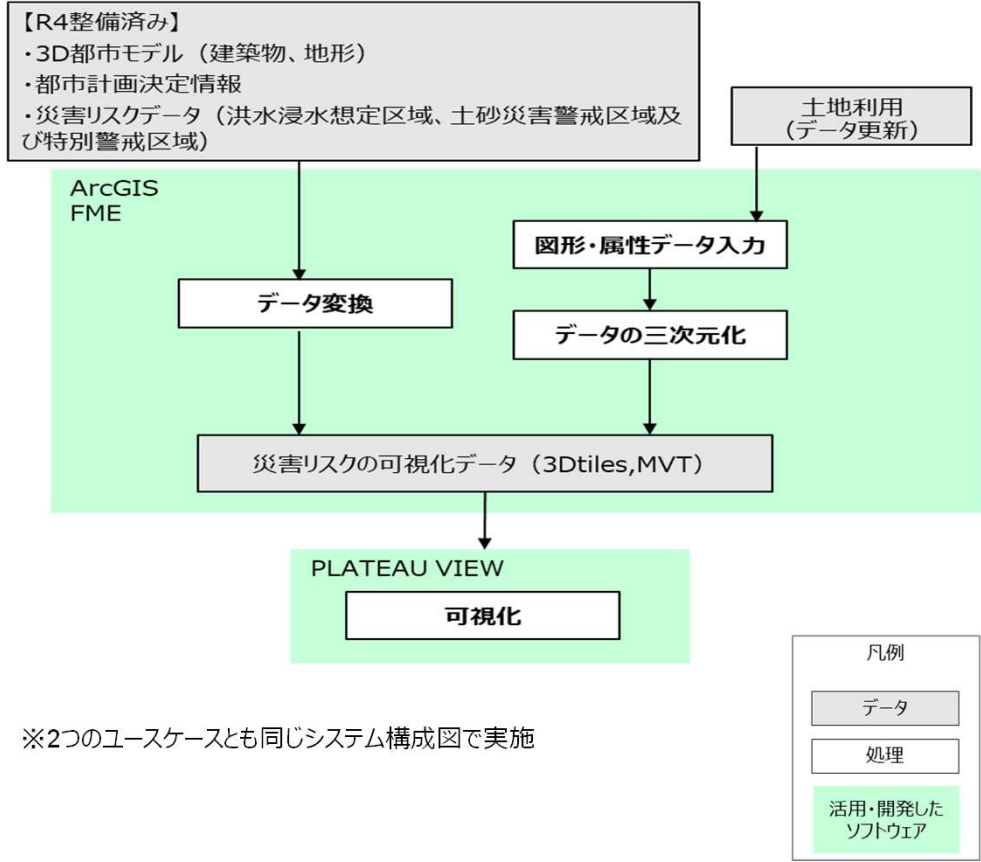 【R4整備済み】
・3D都市モデル（建築物、地形）
・都市計画決定情報
・災害リスクデータ（洪水浸水想定区域、土砂災害警戒区域及
び特別警戒区域）
土地利用
（データ更新）
ArcGIS
FME
図形・属性データ入力
データ変換
データの三次元化
災害リスクの可視化データ（3Dtiles,MVT）
PLATEAU VIEW
可視化
※2つのユースケースとも同じシステム構成図で実施
凡例
データ
処理
活用・開発した
ソフトウェア